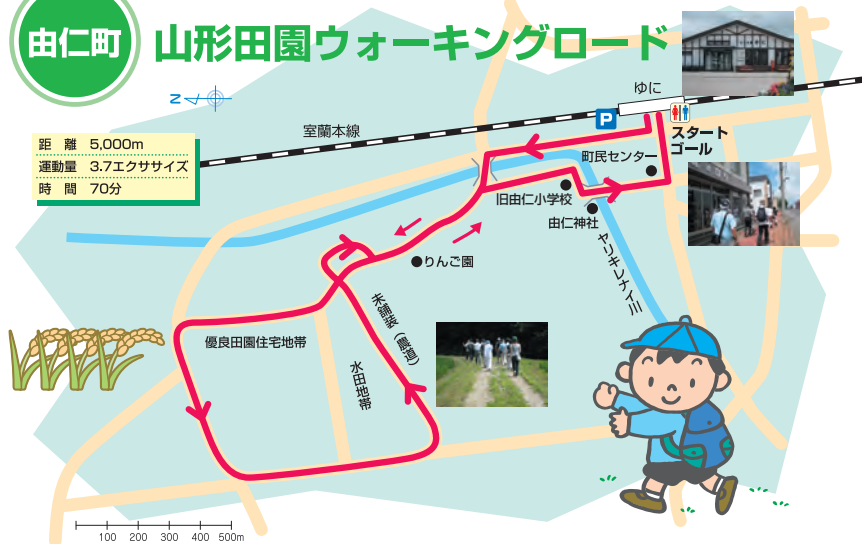 由仁町
山形田園ウォーキングロード
N
ゆに
室蘭本線
P
スタート
ゴール
距離 5,000m
運動量 3.7エクササイズ
時間 70分
町民センター
旧由仁小学校
由仁神社
ヤリキレナイ川
りんご園
未舗装（農道）
優良田園住宅地帯
水田地帯
100 200 300 400 500m